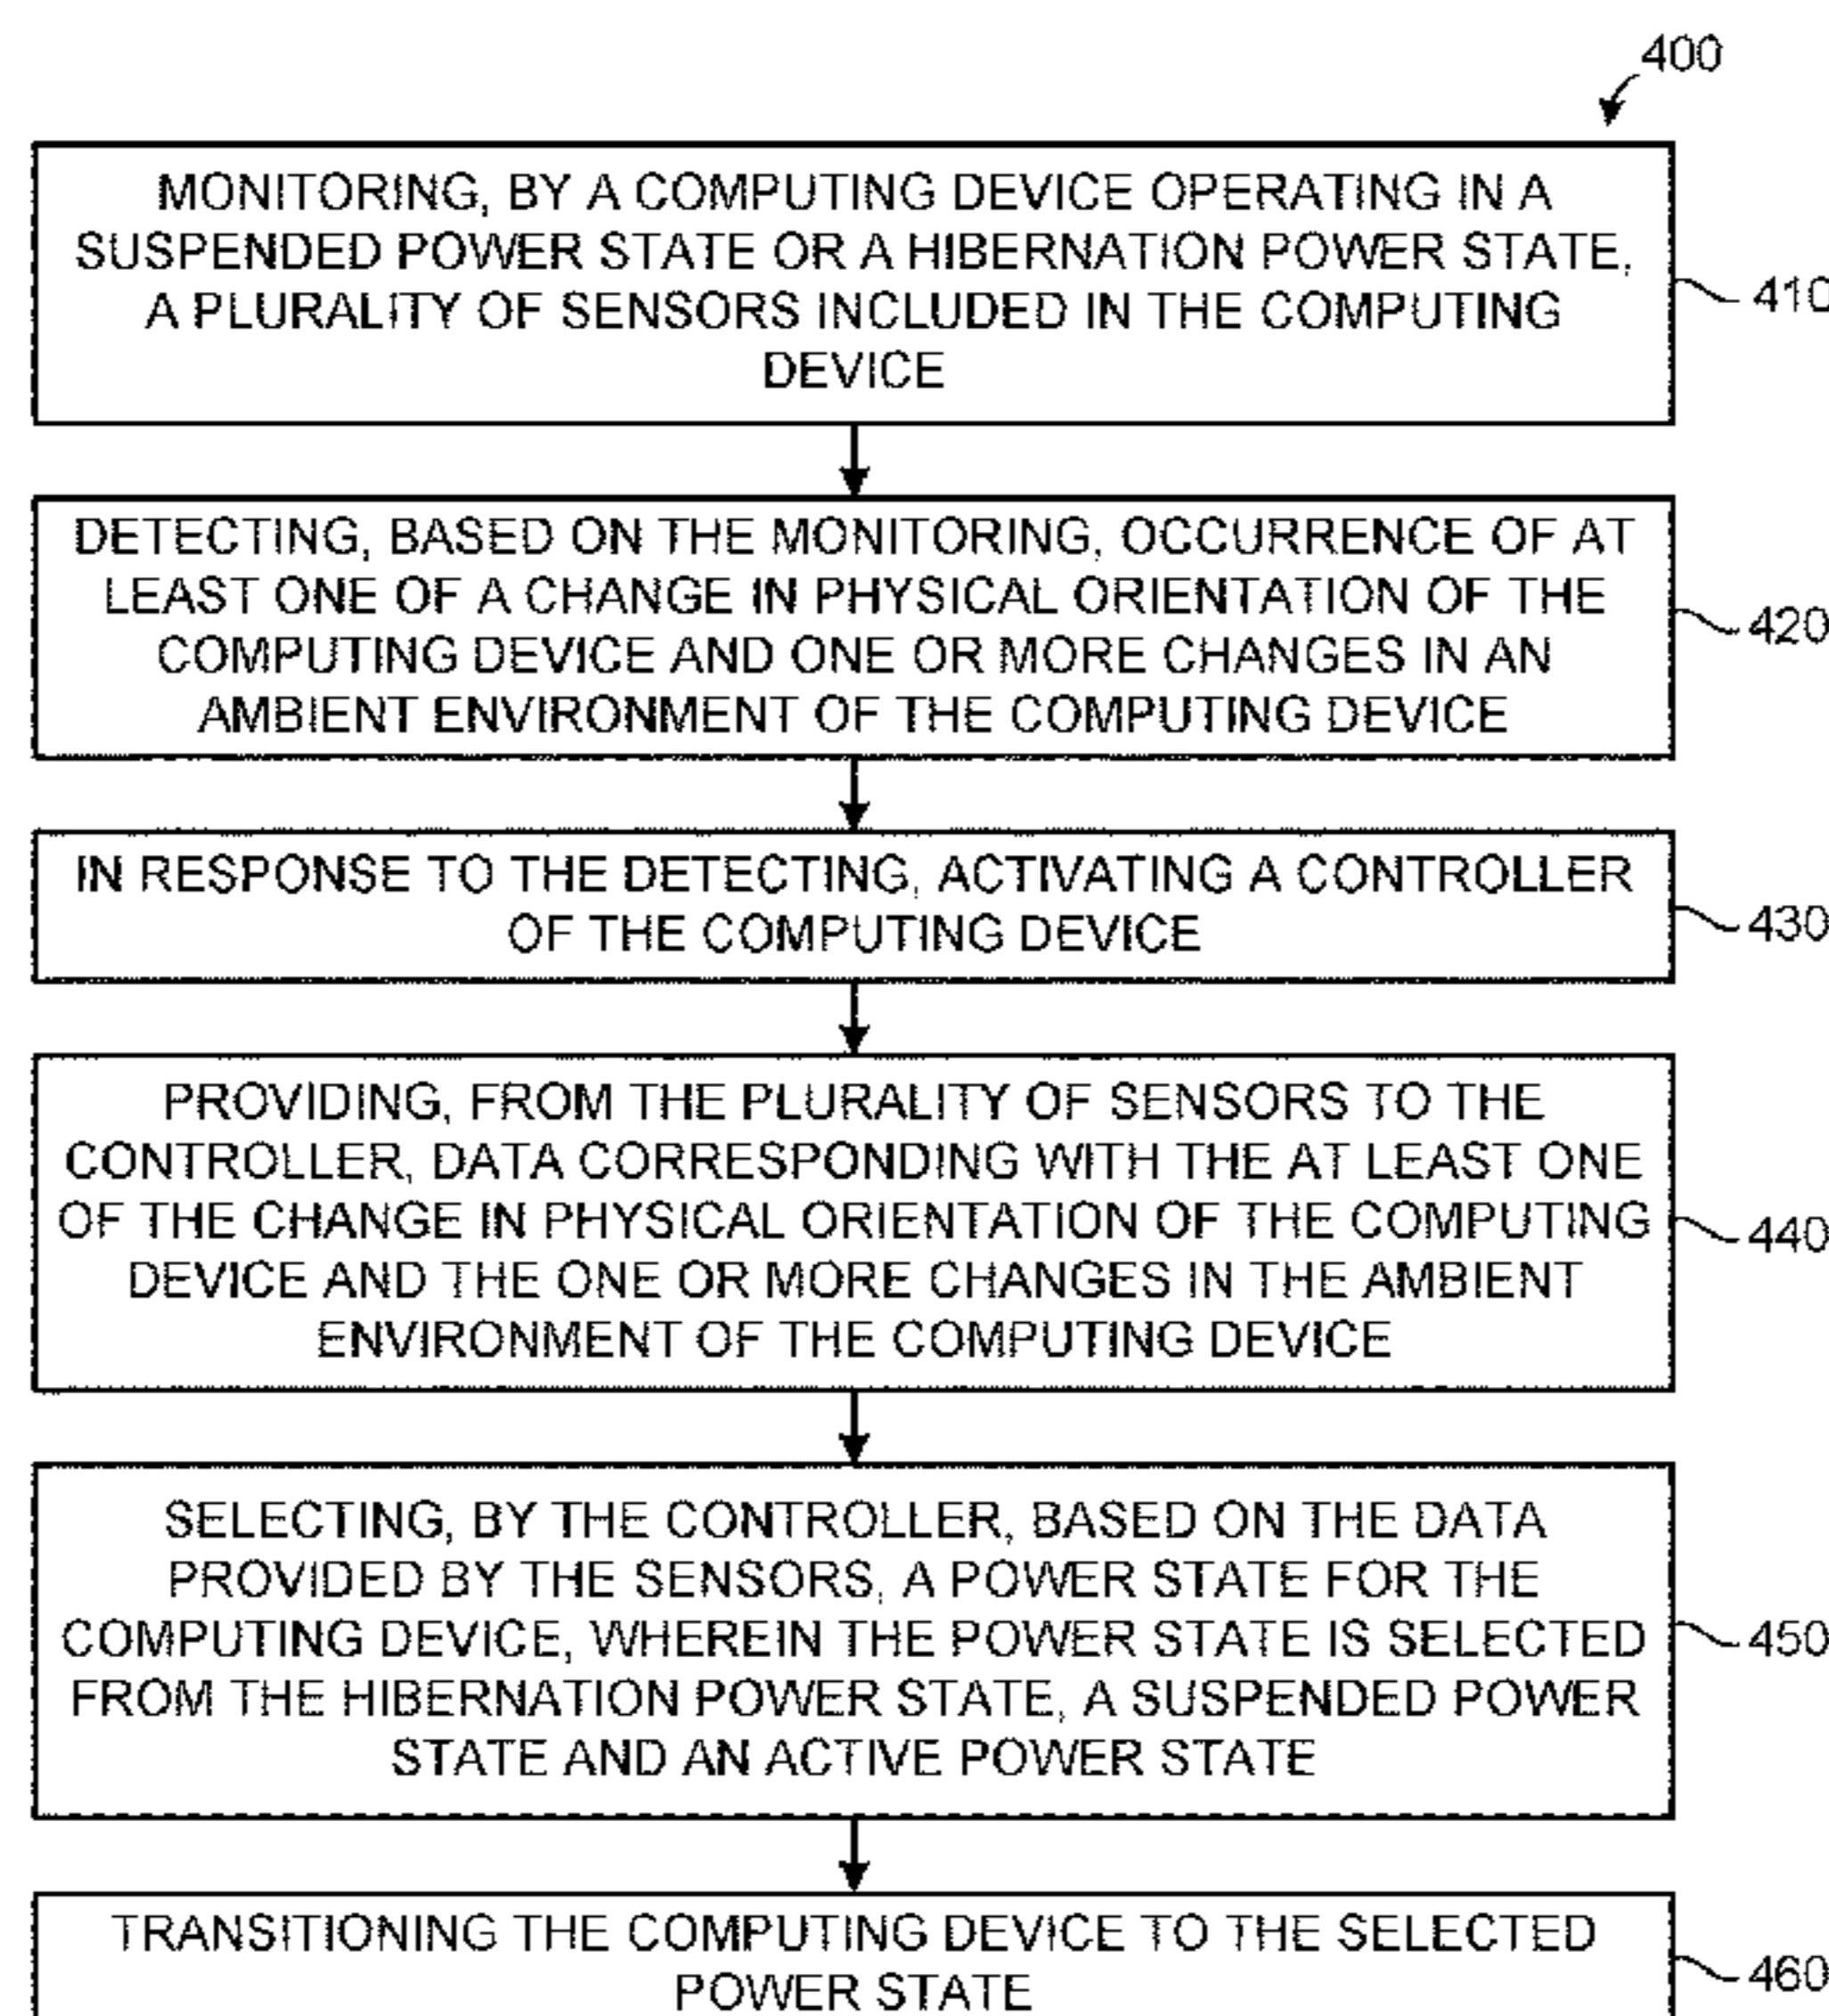 400
MONITORING, BY A COMPUTING DEVICE OPERATING IN A
SUSPENDED POWER STATE OR A HIBERNATION POWER STATE,
A PLURALITY OF SENSORS INCLUDED IN THE COMPUTING
DEVICE
410
DETECTING, BASED ON THE MONITORING, OCCURRENCE OF AT
LEAST ONE OF A CHANGE IN PHYSICAL ORIENTATION OF THE
COMPUTING DEVICE AND ONE OR MORE CHANGES IN AN
AMBIENT ENVIRONMENT OF THE COMPUTING DEVICE
420
IN RESPONSE TO THE DETECTING, ACTIVATING A CONTROLLER
OF THE COMPUTING DEVICE
430
PROVIDING, FROM THE PLURALITY OF SENSORS TO THE
CONTROLLER, DATA CORRESPONDING WITH THE AT LEAST ONE
OF THE CHANGE IN PHYSICAL ORIENTATION OF THE COMPUTING
DEVICE AND THE ONE OR MORE CHANGES IN THE AMBIENT
ENVIRONMENT OF THE COMPUTING DEVICE
440
SELECTING, BY THE CONTROLLER, BASED ON THE DATA
PROVIDED BY THE SENSORS, A POWER STATE FOR THE
COMPUTING DEVICE, WHEREIN THE POWER STATE IS SELECTED
FROM THE HIBERNATION POWER STATE, A SUSPENDED POWER
STATE AND AN ACTIVE POWER STATE
450
TRANSITIONING THE COMPUTING DEVICE TO THE SELECTED
POWER STATE
460